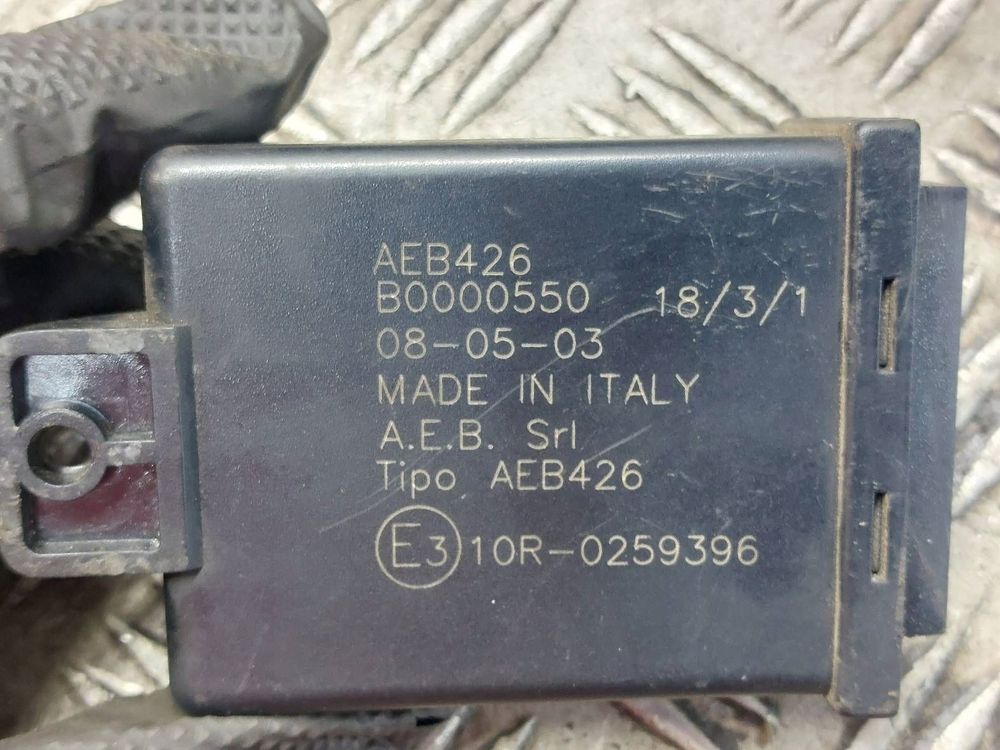 AEB426
B0000550 18/3/1
08-05-03
MADE IN ITALY
A.E.B. Srl
Tipo AEB426
E3 10R-0259396